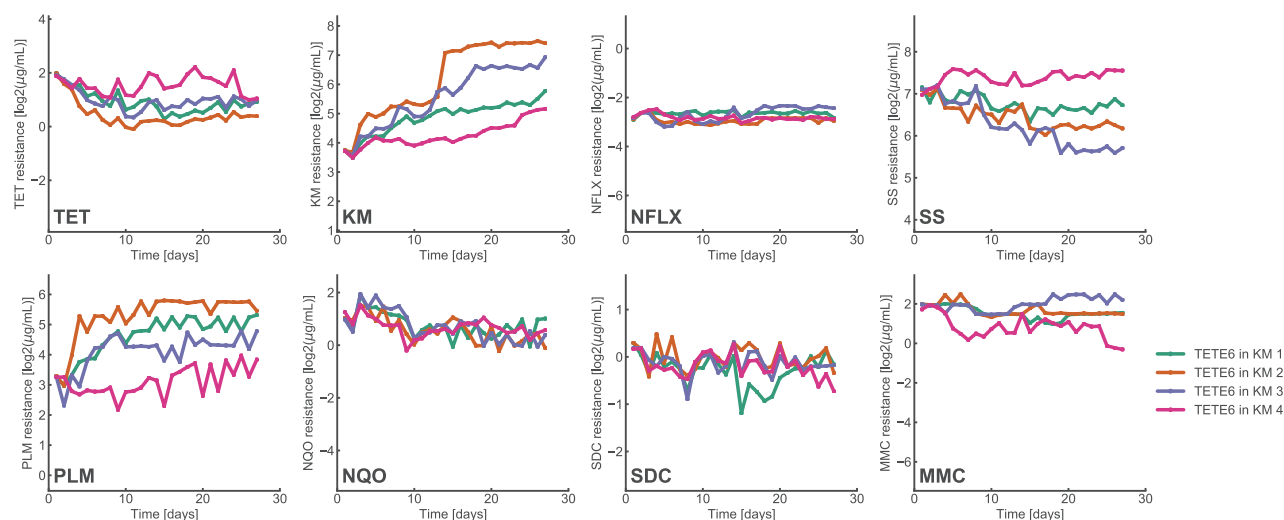 TET resistance [log2(µg/mL)]
4
2
0
−2
TET
0
10
20
30
Time [days]
KM resistance [log2(µg/mL)]
8
7
6
5
4
3
2
1
KM
0
10
20
30
Time [days]
NFLX resistance [log2(µg/mL)]
0
−2
−4
−6
NFLX
0
10
20
30
Time [days]
SS resistance [log2(µg/mL)]
8
7
6
5
4
SS
0
10
20
30
Time [days]
PLM resistance [log2(µg/mL)]
6
5
4
3
2
1
0
PLM
0
10
20
30
Time [days]
NQO resistance [log2(µg/mL)]
2
0
−2
−4
NQO
0
10
20
30
Time [days]
SDC resistance [log2(µg/mL)]
1
0
−1
−2
SDC
0
10
20
30
Time [days]
MMC resistance [log2(µg/mL)]
2
0
−2
−4
−6
MMC
0
10
20
30
Time [days]
TETE6 in KM 1
TETE6 in KM 2
TETE6 in KM 3
TETE6 in KM 4